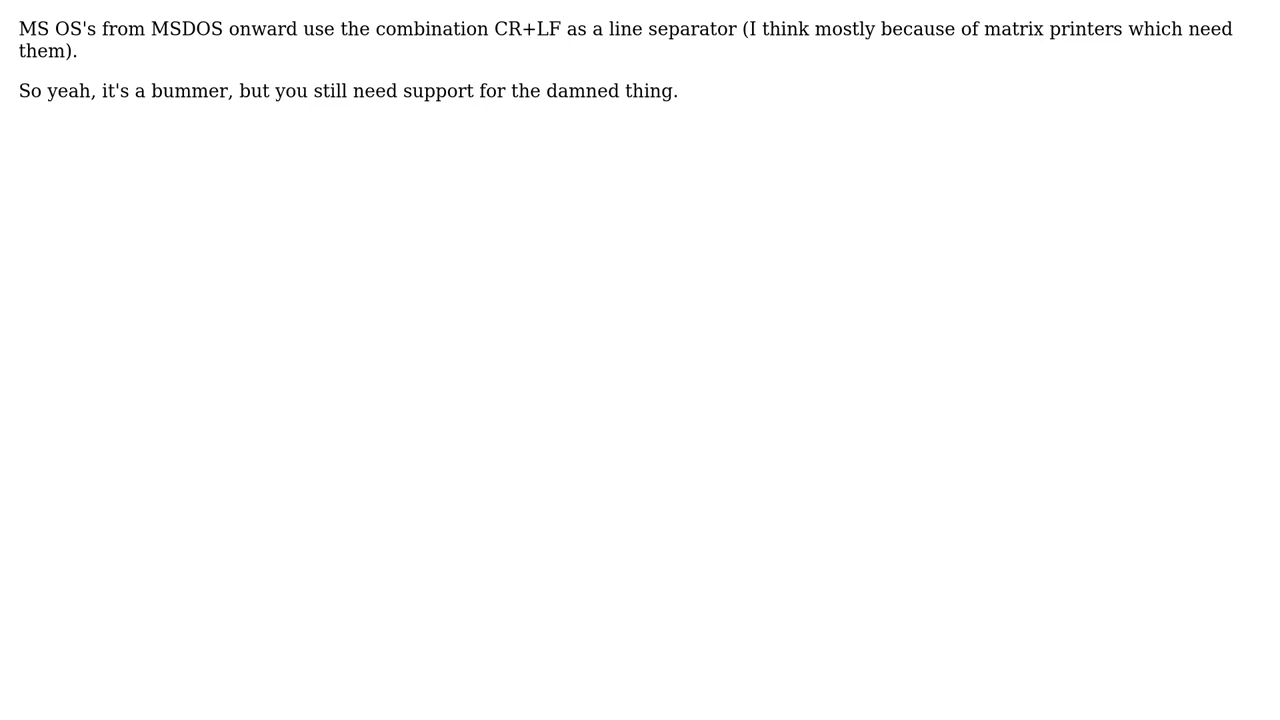 MS OS's from MSDOS onward use the combination CR+LF as a line separator (I think mostly because of matrix printers which need
them).
So yeah, it's a bummer, but you still need support for the damned thing.